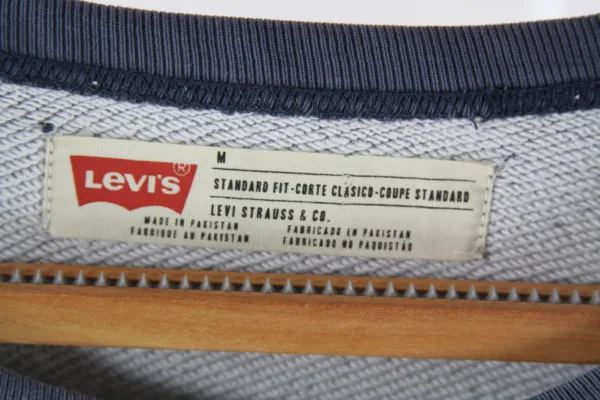 LEVI'S ®
M
STANDARD FIT-CORTE CLÁSICO-COUPE STANDARD
LEVI STRAUSS & CO.
MADE IN PAKISTAN FABRICADO EN PAKISTAN
FABRIQUE AU PAKISTAN FABRICADO NO PAQUISTÃO